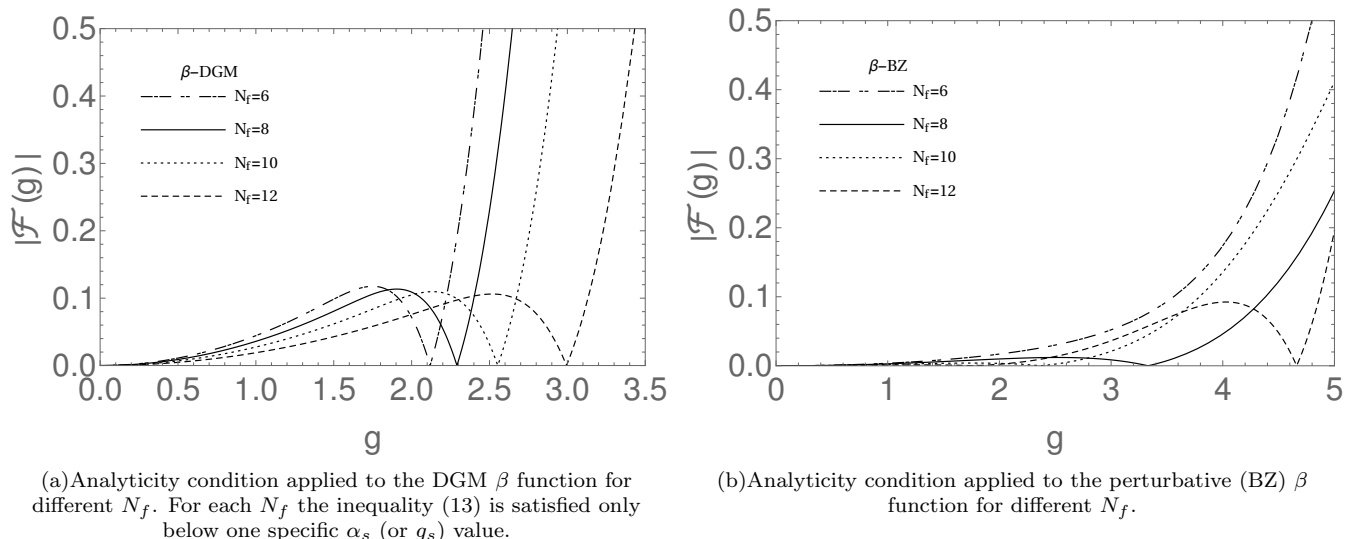 0.5
0.4
0.3
0.2
0.1
0.0
|ℱ(g)|
β–DGM
N_f=6
N_f=8
N_f=10
N_f=12
0.0 0.5 1.0 1.5 2.0 2.5 3.0 3.5
g
(a)Analyticity condition applied to the DGM β function for
different N_f. For each N_f the inequality (13) is satisfied only
below one specific α_s (or g_s) value.
0.5
0.4
0.3
0.2
0.1
0.0
|ℱ(g)|
β–BZ
N_f=6
N_f=8
N_f=10
N_f=12
0 1 2 3 4 5
g
(b)Analyticity condition applied to the perturbative (BZ) β
function for different N_f.